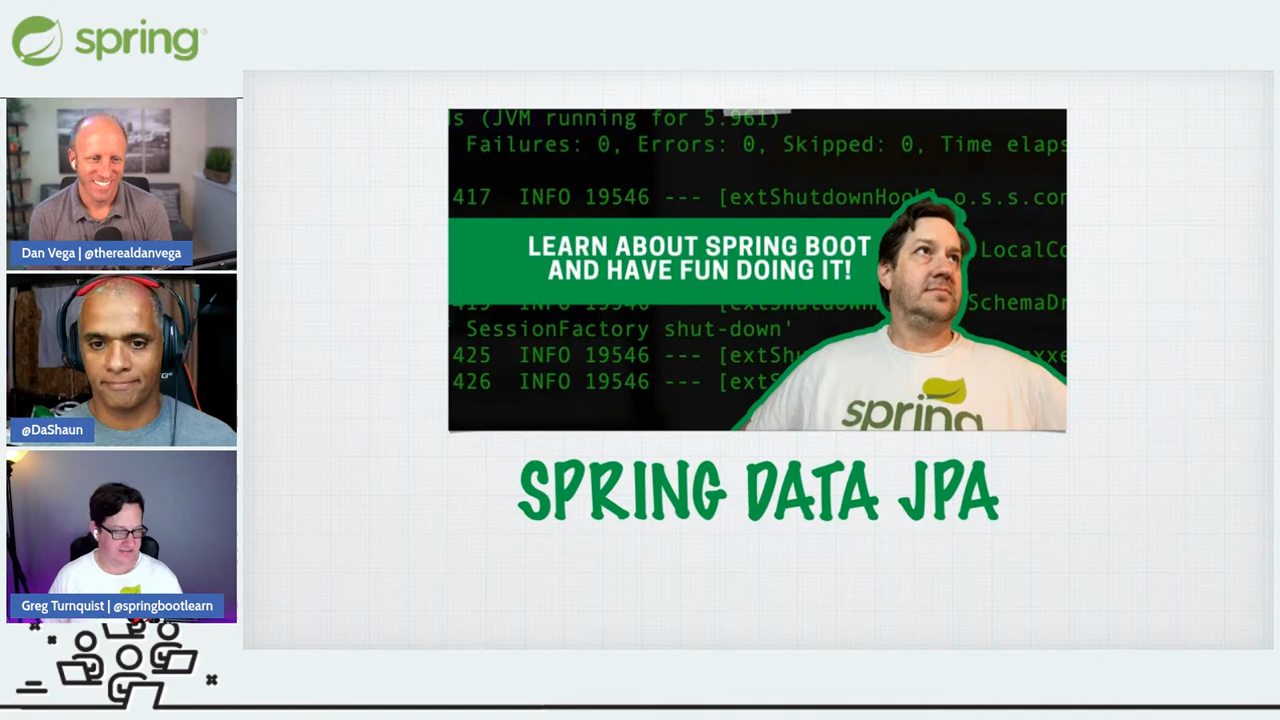 spring
Dan Vega | @therealdanvega
@DaShaun
Greg Turnquist | @springbootlearn
ls (JVM running for 5.961)
Failures: 0, Errors: 0, Skipped: 0, Time elaps
417 INFO 19546 --- [extShutdownHook] o.s.s.con
LEARN ABOUT SPRING BOOT
AND HAVE FUN DOING IT!
LocalCo
SchemaDr
SessionFactory shut-down'
425 INFO 19546 --- [extShu
426 INFO 19546 --- [extS
spring
SPRING DATA JPA